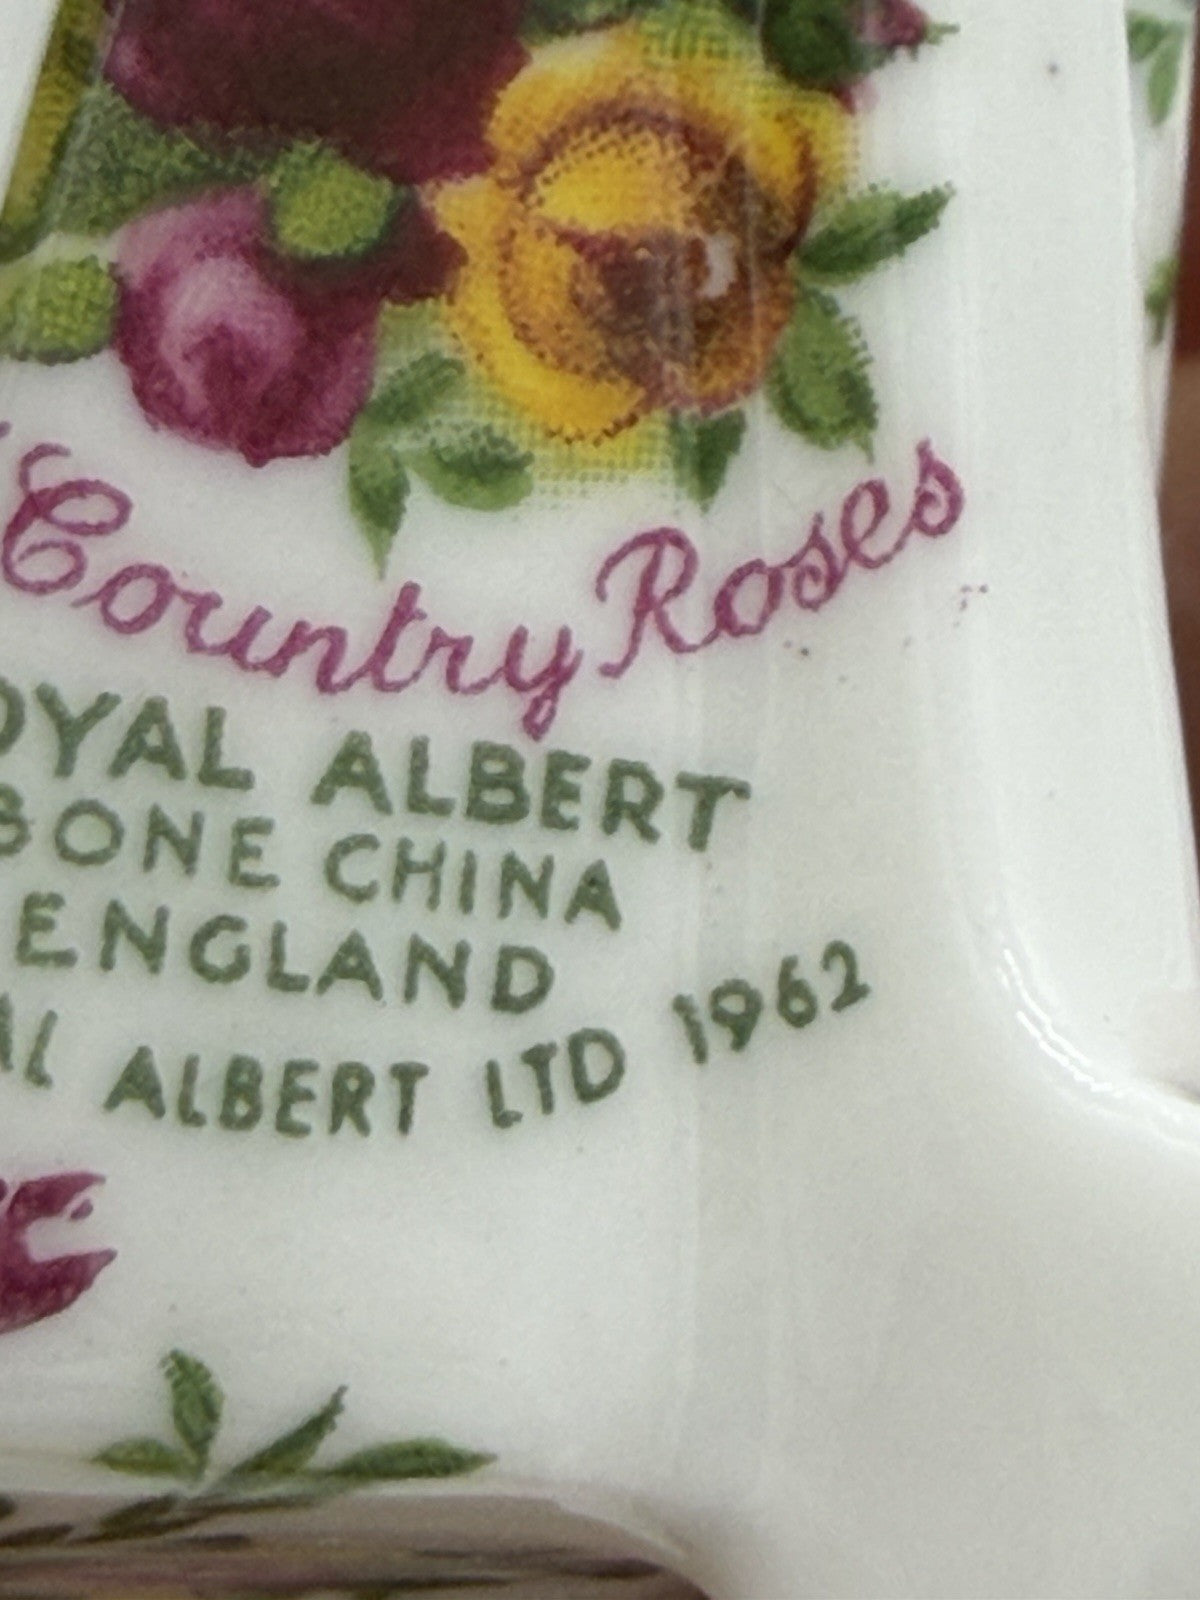 Country Roses
OYAL ALBERT
BONE CHINA
ENGLAND
AL ALBERT LTD 1962